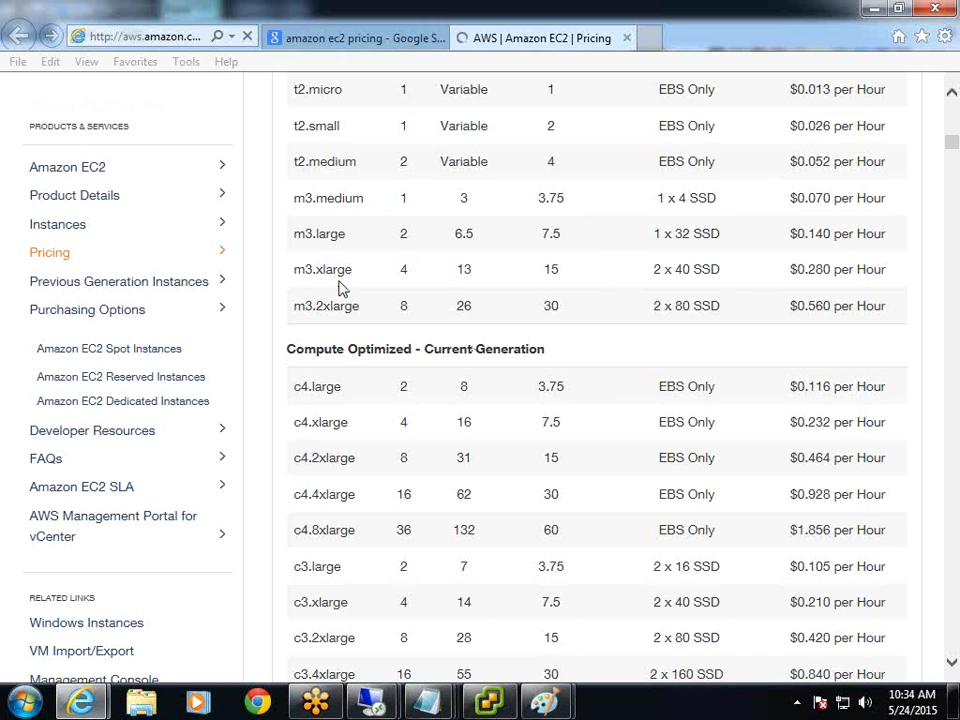 http://aws.amazon.c...
amazon ec2 pricing - Google S...
AWS | Amazon EC2 | Pricing
File Edit View Favorites Tools Help
PRODUCTS & SERVICES
Amazon EC2
Product Details
Instances
Pricing
Previous Generation Instances
Purchasing Options
Amazon EC2 Spot Instances
Amazon EC2 Reserved Instances
Amazon EC2 Dedicated Instances
Developer Resources
FAQs
Amazon EC2 SLA
AWS Management Portal for
vCenter
RELATED LINKS
Windows Instances
VM Import/Export
Management Console
t2.micro 1 Variable 1 EBS Only $0.013 per Hour
t2.small 1 Variable 2 EBS Only $0.026 per Hour
t2.medium 2 Variable 4 EBS Only $0.052 per Hour
m3.medium 1 3 3.75 1 x 4 SSD $0.070 per Hour
m3.large 2 6.5 7.5 1 x 32 SSD $0.140 per Hour
m3.xlarge 4 13 15 2 x 40 SSD $0.280 per Hour
m3.2xlarge 8 26 30 2 x 80 SSD $0.560 per Hour
Compute Optimized - Current Generation
c4.large 2 8 3.75 EBS Only $0.116 per Hour
c4.xlarge 4 16 7.5 EBS Only $0.232 per Hour
c4.2xlarge 8 31 15 EBS Only $0.464 per Hour
c4.4xlarge 16 62 30 EBS Only $0.928 per Hour
c4.8xlarge 36 132 60 EBS Only $1.856 per Hour
c3.large 2 7 3.75 2 x 16 SSD $0.105 per Hour
c3.xlarge 4 14 7.5 2 x 40 SSD $0.210 per Hour
c3.2xlarge 8 28 15 2 x 80 SSD $0.420 per Hour
c3.4xlarge 16 55 30 2 x 160 SSD $0.840 per Hour
10:34 AM
5/24/2015